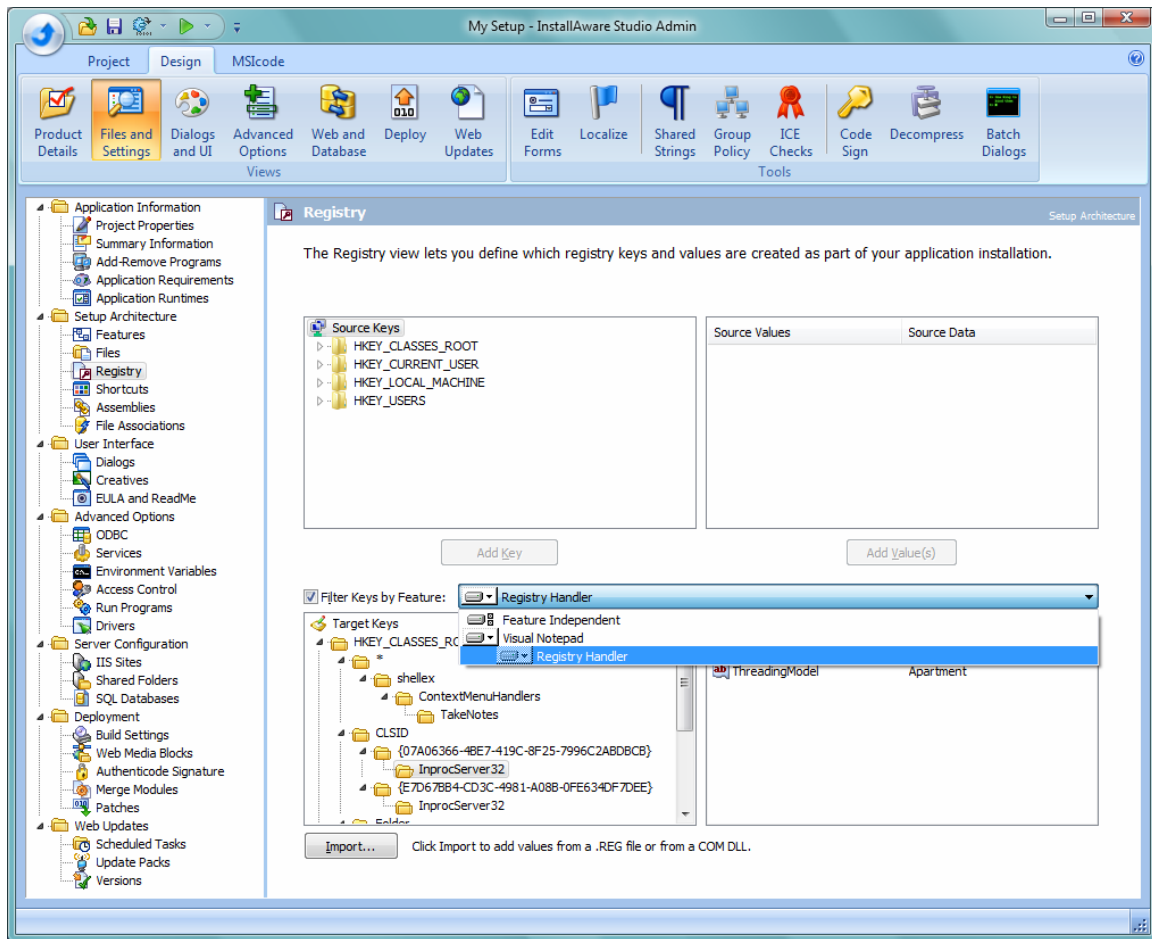 My Setup - InstallAware Studio Admin
Project Design MSIcode
Product Details
Files and Settings
Dialogs and UI
Advanced Options
Web and Database
Deploy
Web Updates
Edit Forms
Localize
Shared Strings
Group Policy
ICE Checks
Code Sign
Decompress
Batch Dialogs
Views
Tools
Application Information
Project Properties
Summary Information
Add-Remove Programs
Application Requirements
Application Runtimes
Setup Architecture
Features
Files
Registry
Shortcuts
Assemblies
File Associations
User Interface
Dialogs
Creatives
EULA and ReadMe
Advanced Options
ODBC
Services
Environment Variables
Access Control
Run Programs
Drivers
Server Configuration
IIS Sites
Shared Folders
SQL Databases
Deployment
Build Settings
Web Media Blocks
Authenticode Signature
Merge Modules
Patches
Web Updates
Scheduled Tasks
Update Packs
Versions
Registry
Setup Architecture
The Registry view lets you define which registry keys and values are created as part of your application installation.
Source Keys
HKEY_CLASSES_ROOT
HKEY_CURRENT_USER
HKEY_LOCAL_MACHINE
HKEY_USERS
Source Values Source Data
Add Key
Add Value(s)
Filter Keys by Feature: Registry Handler
Feature Independent
Visual Notepad
Registry Handler
Target Keys
HKEY_CLASSES_RO
*
shellex
ContextMenuHandlers
TakeNotes
CLSID
{07A06366-4BE7-419C-8F25-7996C2ABDBCB}
InprocServer32
{E7D67BB4-CD3C-4981-A08B-0FE634DF7DEE}
InprocServer32
Folder
ThreadingModel Apartment
Import... Click Import to add values from a .REG file or from a COM DLL.